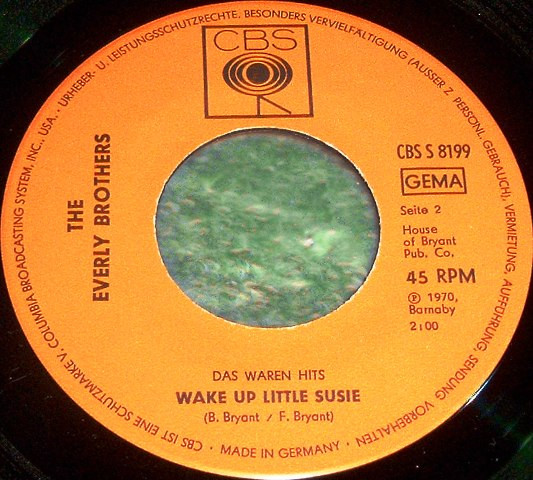 CBS
CBS S 8199
GEMA
Seite 2
House
of Bryant
Pub. Co.
45 RPM
℗ 1970,
Barnaby
2:00
THE
EVERLY BROTHERS
DAS WAREN HITS
WAKE UP LITTLE SUSIE
(B. Bryant / F. Bryant)
CBS IST EINE SCHUTZMARKE V. COLUMBIA BROADCASTING SYSTEM, INC., USA. · URHEBER- U. LEISTUNGSSCHUTZRECHTE, BESONDERS VERVIELFÄLTIGUNG (AUSSER Z. PERSÖNL. GEBRAUCH), VERMIETUNG, AUFFÜHRUNG, SENDUNG VORBEHALTEN · MADE IN GERMANY ·